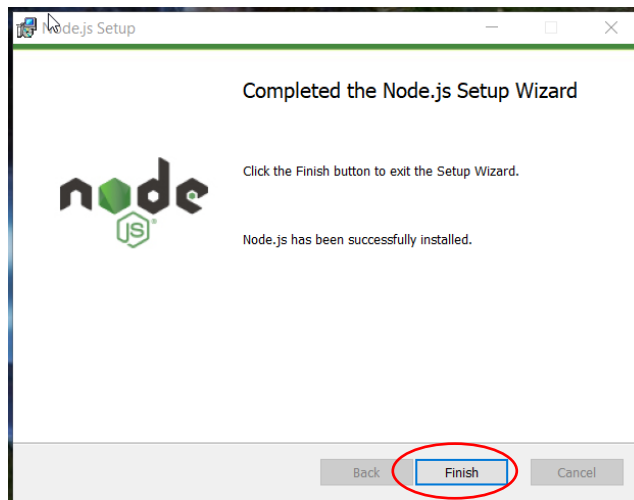 Node.js Setup
Completed the Node.js Setup Wizard
Click the Finish button to exit the Setup Wizard.
node
JS
Node.js has been successfully installed.
Back
Finish
Cancel